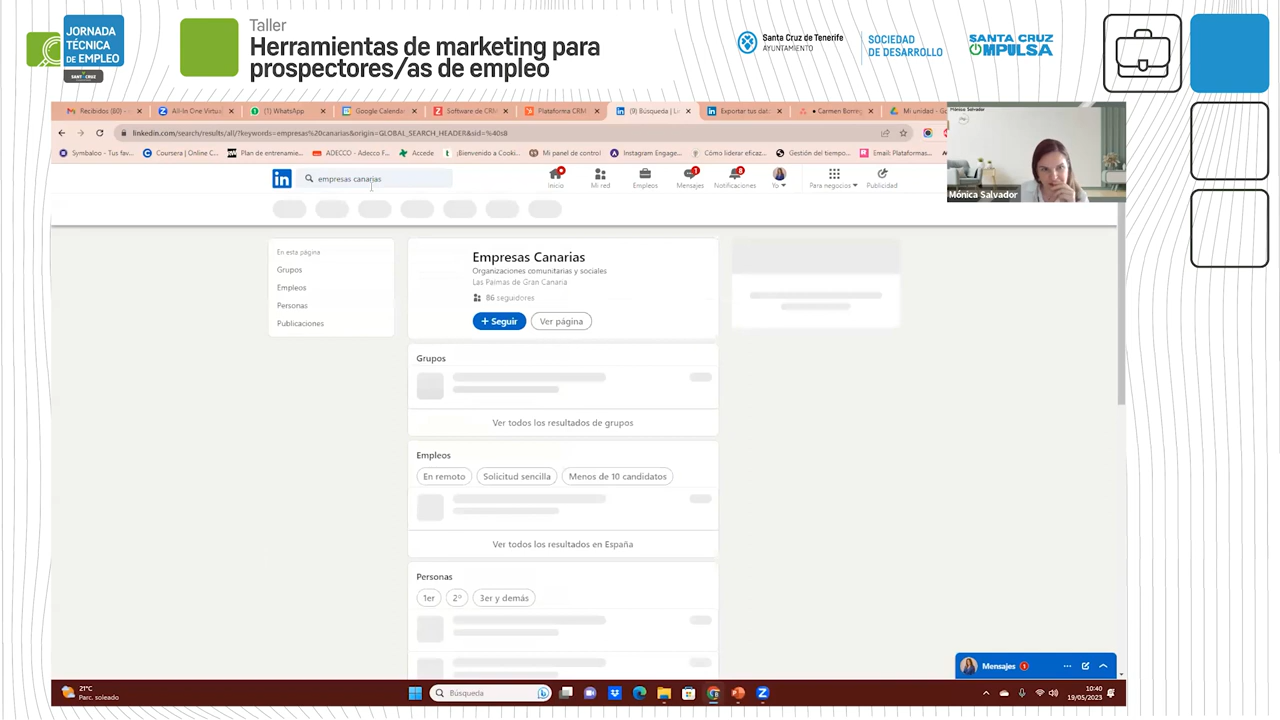 JORNADA
TÉCNICA
DE EMPLEO
Taller
Herramientas de marketing para
prospectores/as de empleo
Santa Cruz de Tenerife
AYUNTAMIENTO
SOCIEDAD
DE DESARROLLO
SANTA CRUZ
IMPULSA
Recibidos (80) -
All-In One Virtu
(1) WhatsApp
Google Calenda
Software de CRM
Plataforma CRM
(9) Búsqueda | L
Exportar tus dat
Carmen Borreg
Mi unidad -
linkedin.com/search/results/all/?keywords=empresas%20canarias&origin=GLOBAL_SEARCH_HEADER&sid=%40sB
Symbaloo - Tus fav...
Coursera | Online C...
Plan de entrenamie...
ADECCO - Adecco F...
Accede
¡Bienvenido a Cooki...
Mi panel de control
Instagram Engage...
Cómo liderar eficaz...
Gestión del tiempo...
Email: Plataformas...
Mónica Salvador
Mónica Salvador
in
empresas canarias
Inicio
Mi red
Empleos
Mensajes
Notificaciones
Yo
Para negocios
Publicidad
En esta página
Grupos
Empleos
Personas
Publicaciones
Empresas Canarias
Organizaciones comunitarias y sociales
Las Palmas de Gran Canaria
86 seguidores
+ Seguir
Ver página
Grupos
Ver todos los resultados de grupos
Empleos
En remoto
Solicitud sencilla
Menos de 10 candidatos
Ver todos los resultados en España
Personas
1er
2º
3er y demás
Mensajes 1
21°C
Parc. soleado
Búsqueda
10:40
19/05/2023